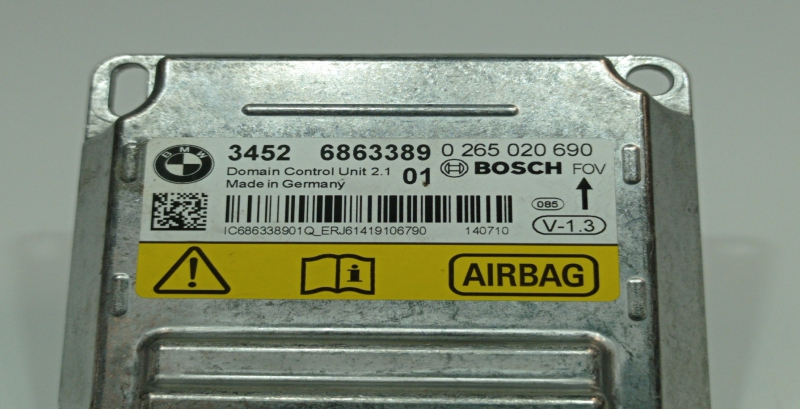 BMW
3452 6863389 0 265 020 690
Domain Control Unit 2.1 01 BOSCH FOV
Made in Germany
085
IC686338901Q_ERJ61419106790 140710 V-1.3
i AIRBAG